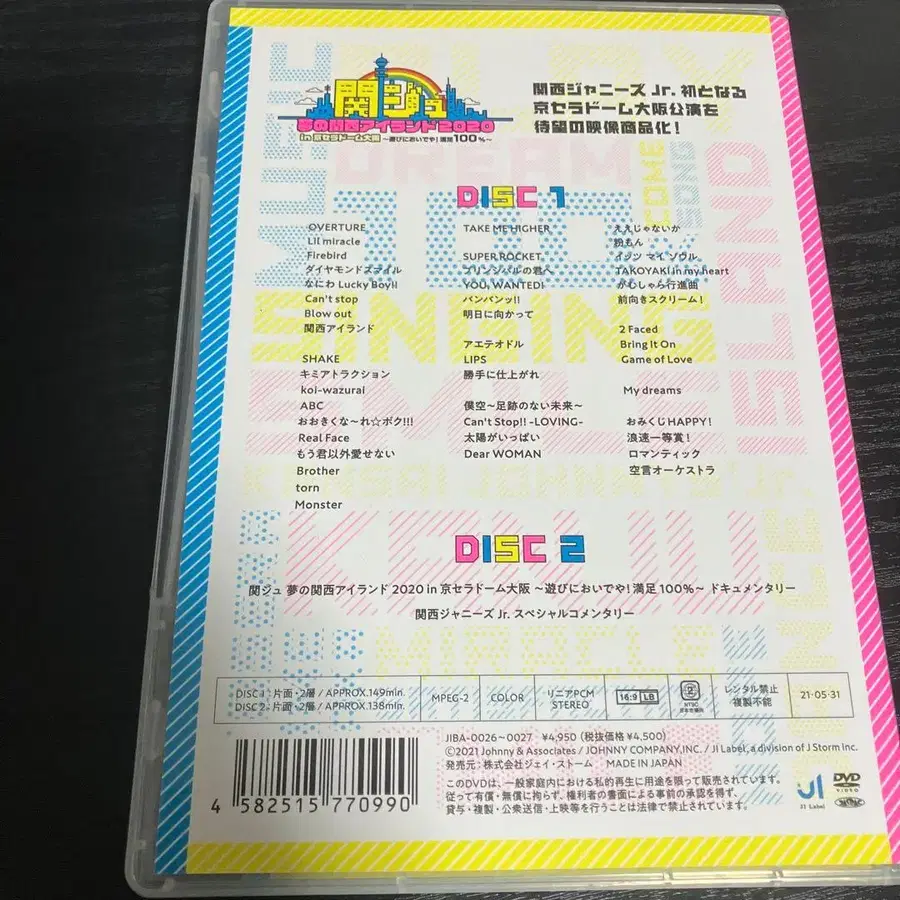 関ジュ
夢の関西アイランド2020
in 京セラドーム大阪 ～遊びにおいでや！満足100％～
関西ジャニーズ Jr. 初となる
京セラドーム大阪公演を
待望の映像商品化！
DISC 1
OVERTURE
Lil miracle
Firebird
ダイヤモンドスマイル
なにわ Lucky Boy!!
Can't stop
Blow out
関西アイランド
SHAKE
キミアトラクション
koi-wazurai
ABC
おおきくな〜れ☆ボク!!!
Real Face
もう君以外愛せない
Brother
torn
Monster
TAKE ME HIGHER
SUPER ROCKET
プリンシパルの君へ
YOU, WANTED!
バンバンッ!!
明日に向かって
アエテオドル
LIPS
勝手に仕上がれ
僕空〜足跡のない未来〜
Can't Stop!! -LOVING-
太陽がいっぱい
Dear WOMAN
ええじゃないか
粉もん
イッツ マイ ソウル
TAKOYAKI in my heart
がむしゃら行進曲
前向きスクリーム！
2 Faced
Bring It On
Game of Love
My dreams
おみくじHAPPY！
浪速一等賞！
ロマンティック
空言オーケストラ
DISC 2
関ジュ 夢の関西アイランド 2020 in 京セラドーム大阪 〜遊びにおいでや！満足 100％〜 ドキュメンタリー
関西ジャニーズ Jr. スペシャルコメンタリー
DISC 1：片面・2層 / APPROX.149min.
DISC 2：片面・2層 / APPROX.138min.
MPEG-2
COLOR
リニアPCM
STEREO
16:9 LB
2
NTSC
日本市場向
レンタル禁止
複製不能
21・05・31
JIBA-0026〜0027 ¥4,950（税抜価格 ¥4,500）
©2021 Johnny & Associates / JOHNNY COMPANY, INC. / JI Label, a division of J Storm Inc.
発売元：株式会社ジェイ・ストーム MADE IN JAPAN
このDVDは、一般家庭内における私的再生に用途を限って販売されています。
従って有償・無償に拘らず、権利者の書面による事前の承認を得ず、
貸与・複製・公衆送信・上映等を行うことは法律で禁止されています。
4 582515 770990
JI Label
DVD
VIDEO
MUSIC
DREAM
100%
COME
SINGING
SMILE
ISLAND
KANSAI JOHNNYS' Jr.
KANJU
MIRACLE